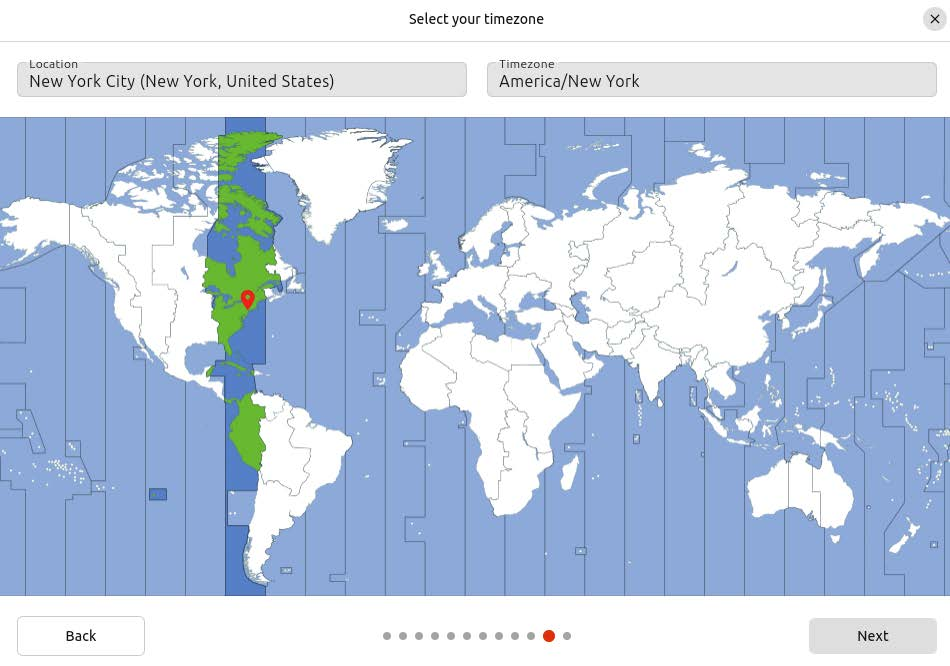 Select your timezone
Location
New York City (New York, United States)
Timezone
America/New York
Back
Next